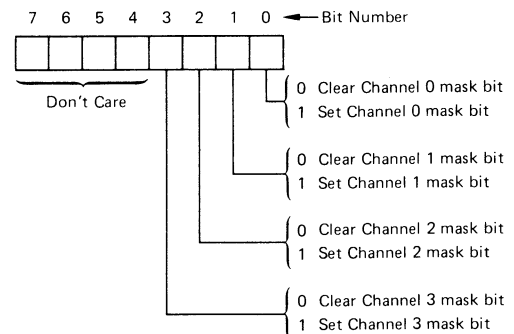 7 6 5 4 3 2 1 0 Bit Number
Don't Care
0 Clear Channel 0 mask bit
1 Set Channel 0 mask bit
0 Clear Channel 1 mask bit
1 Set Channel 1 mask bit
0 Clear Channel 2 mask bit
1 Set Channel 2 mask bit
0 Clear Channel 3 mask bit
1 Set Channel 3 mask bit